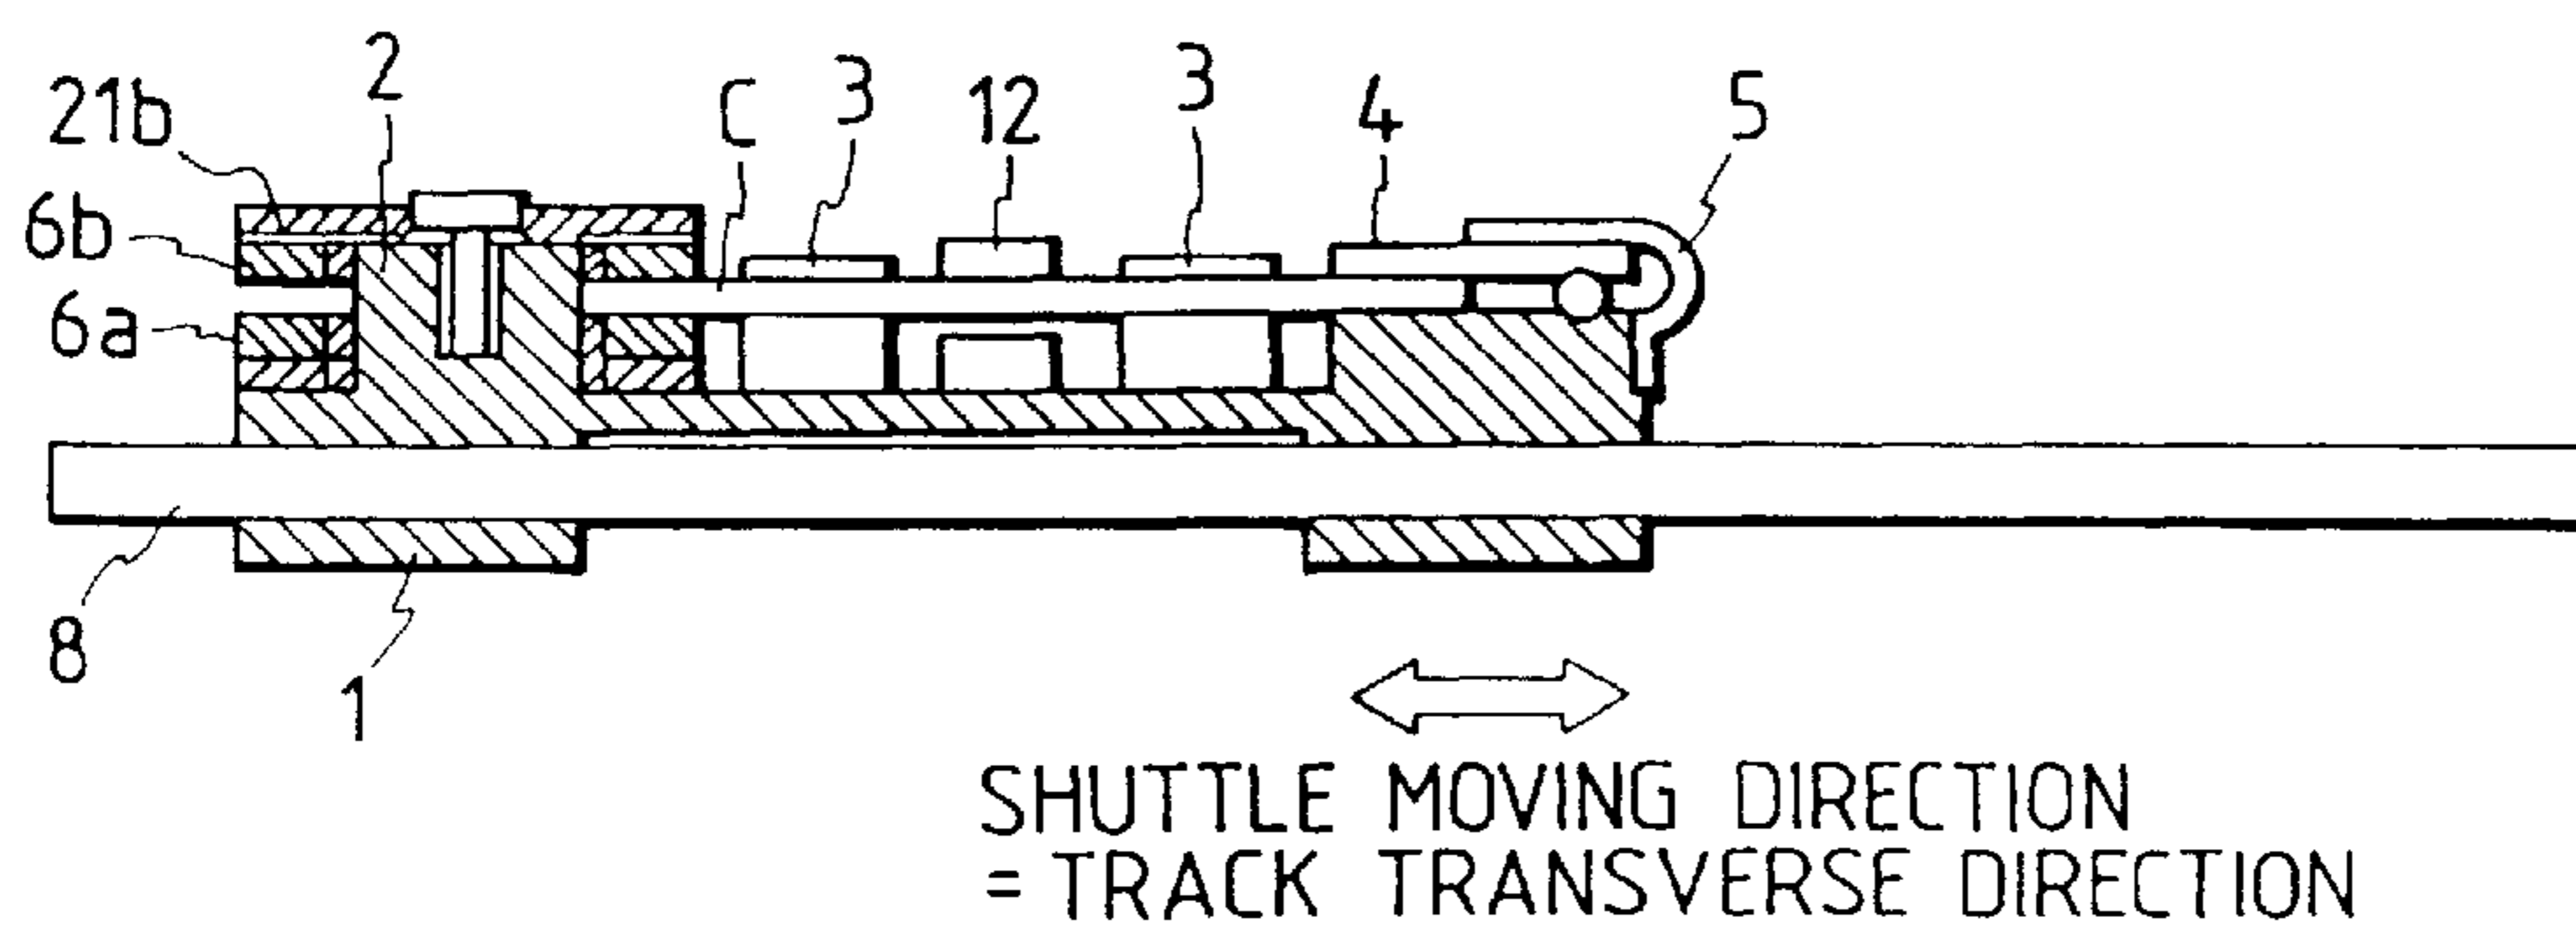 21b
2
C
3
12
3
4
5
6b
6a
8
1
SHUTTLE MOVING DIRECTION
= TRACK TRANSVERSE DIRECTION